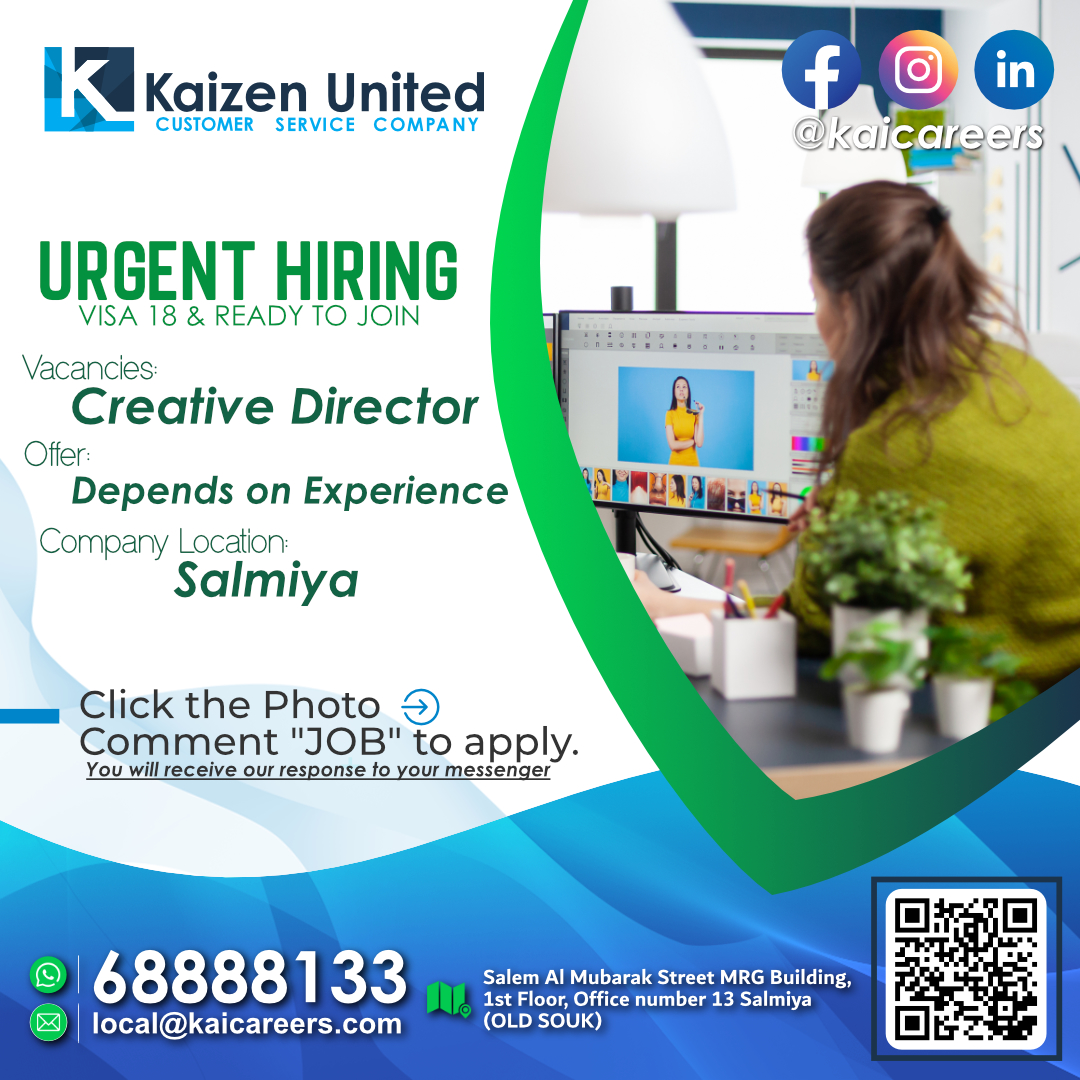 K Kaizen United
CUSTOMER SERVICE COMPANY
@kaicareers
URGENT HIRING
VISA 18 & READY TO JOIN
Vacancies:
Creative Director
Offer:
Depends on Experience
Company Location:
Salmiya
Click the Photo
Comment "JOB" to apply.
You will receive our response to your messenger
68888133
local@kaicareers.com
Salem Al Mubarak Street MRG Building,
1st Floor, Office number 13 Salmiya
(OLD SOUK)